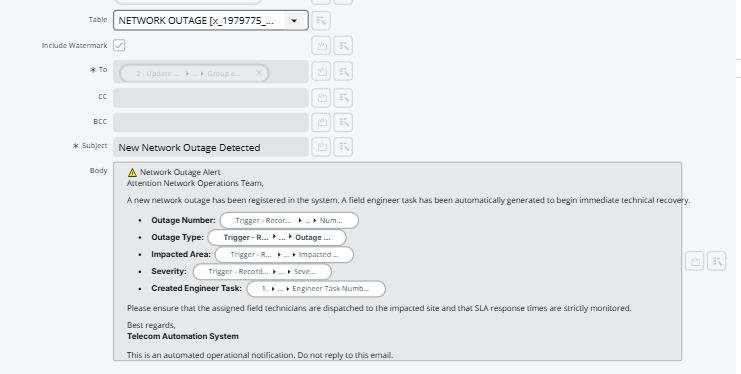 Table NETWORK OUTAGE [x_1979775_...
Include Watermark
* To 2 - Update ... ▸ ... ▸ Group e... ×
CC
BCC
* Subject New Network Outage Detected
Body
⚠ Network Outage Alert
Attention Network Operations Team,
A new network outage has been registered in the system. A field engineer task has been automatically generated to begin immediate technical recovery.
• Outage Number: Trigger - Recor... ▸ ... ▸ Num...
• Outage Type: Trigger - R... ▸ ... ▸ Outage ...
• Impacted Area: Trigger - R... ▸ ... ▸ Impacted ...
• Severity: Trigger - Record... ▸ ... ▸ Seve...
• Created Engineer Task: 1. ▸ ... ▸ Engineer Task Numb...
Please ensure that the assigned field technicians are dispatched to the impacted site and that SLA response times are strictly monitored.
Best regards,
Telecom Automation System
This is an automated operational notification. Do not reply to this email.